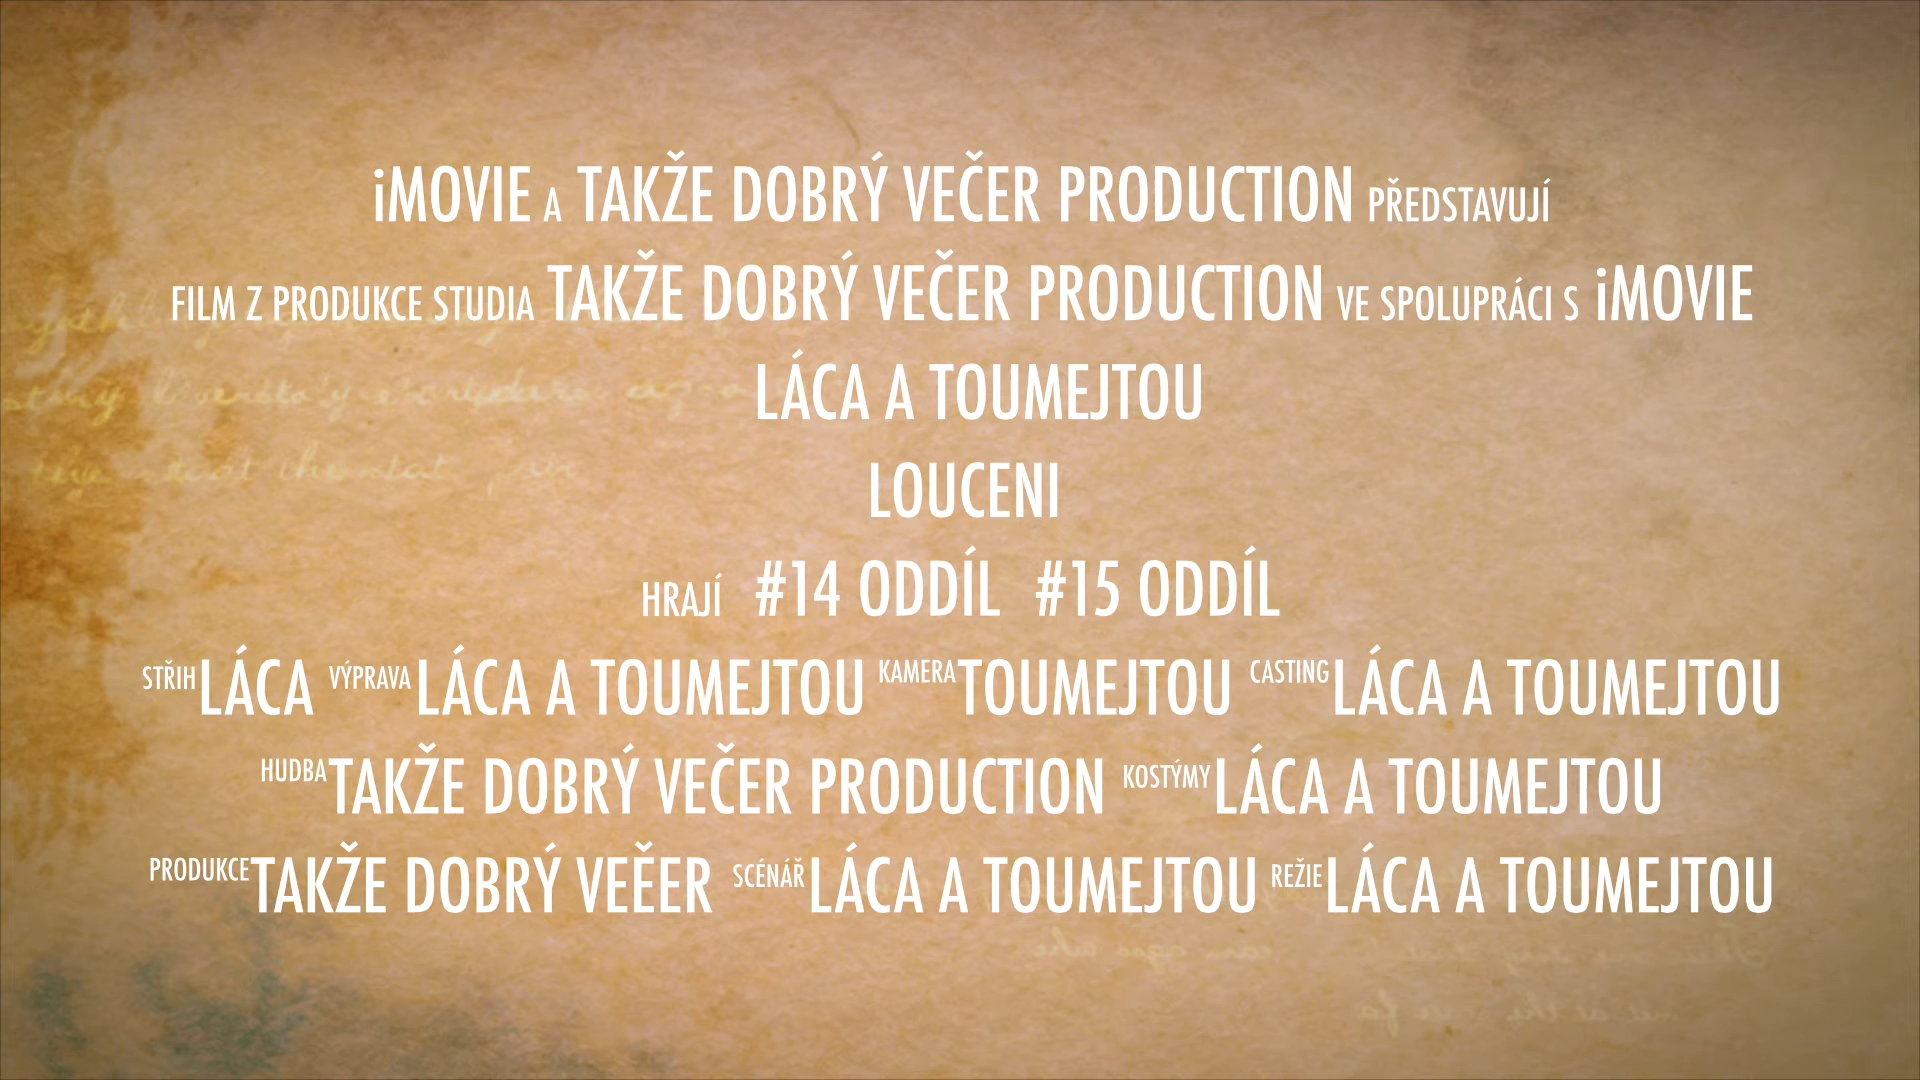 iMOVIE A TAKŽE DOBRÝ VEČER PRODUCTION PŘEDSTAVUJÍ
FILM Z PRODUKCE STUDIA TAKŽE DOBRÝ VEČER PRODUCTION VE SPOLUPRÁCI S iMOVIE
LÁCA A TOUMEJTOU
LOUCENI
HRAJÍ #14 ODDÍL #15 ODDÍL
STŘIH LÁCA VÝPRAVA LÁCA A TOUMEJTOU KAMERA TOUMEJTOU CASTING LÁCA A TOUMEJTOU
HUDBA TAKŽE DOBRÝ VEČER PRODUCTION KOSTÝMY LÁCA A TOUMEJTOU
PRODUKCE TAKŽE DOBRÝ VEĚER SCÉNÁŘ LÁCA A TOUMEJTOU REŽIE LÁCA A TOUMEJTOU